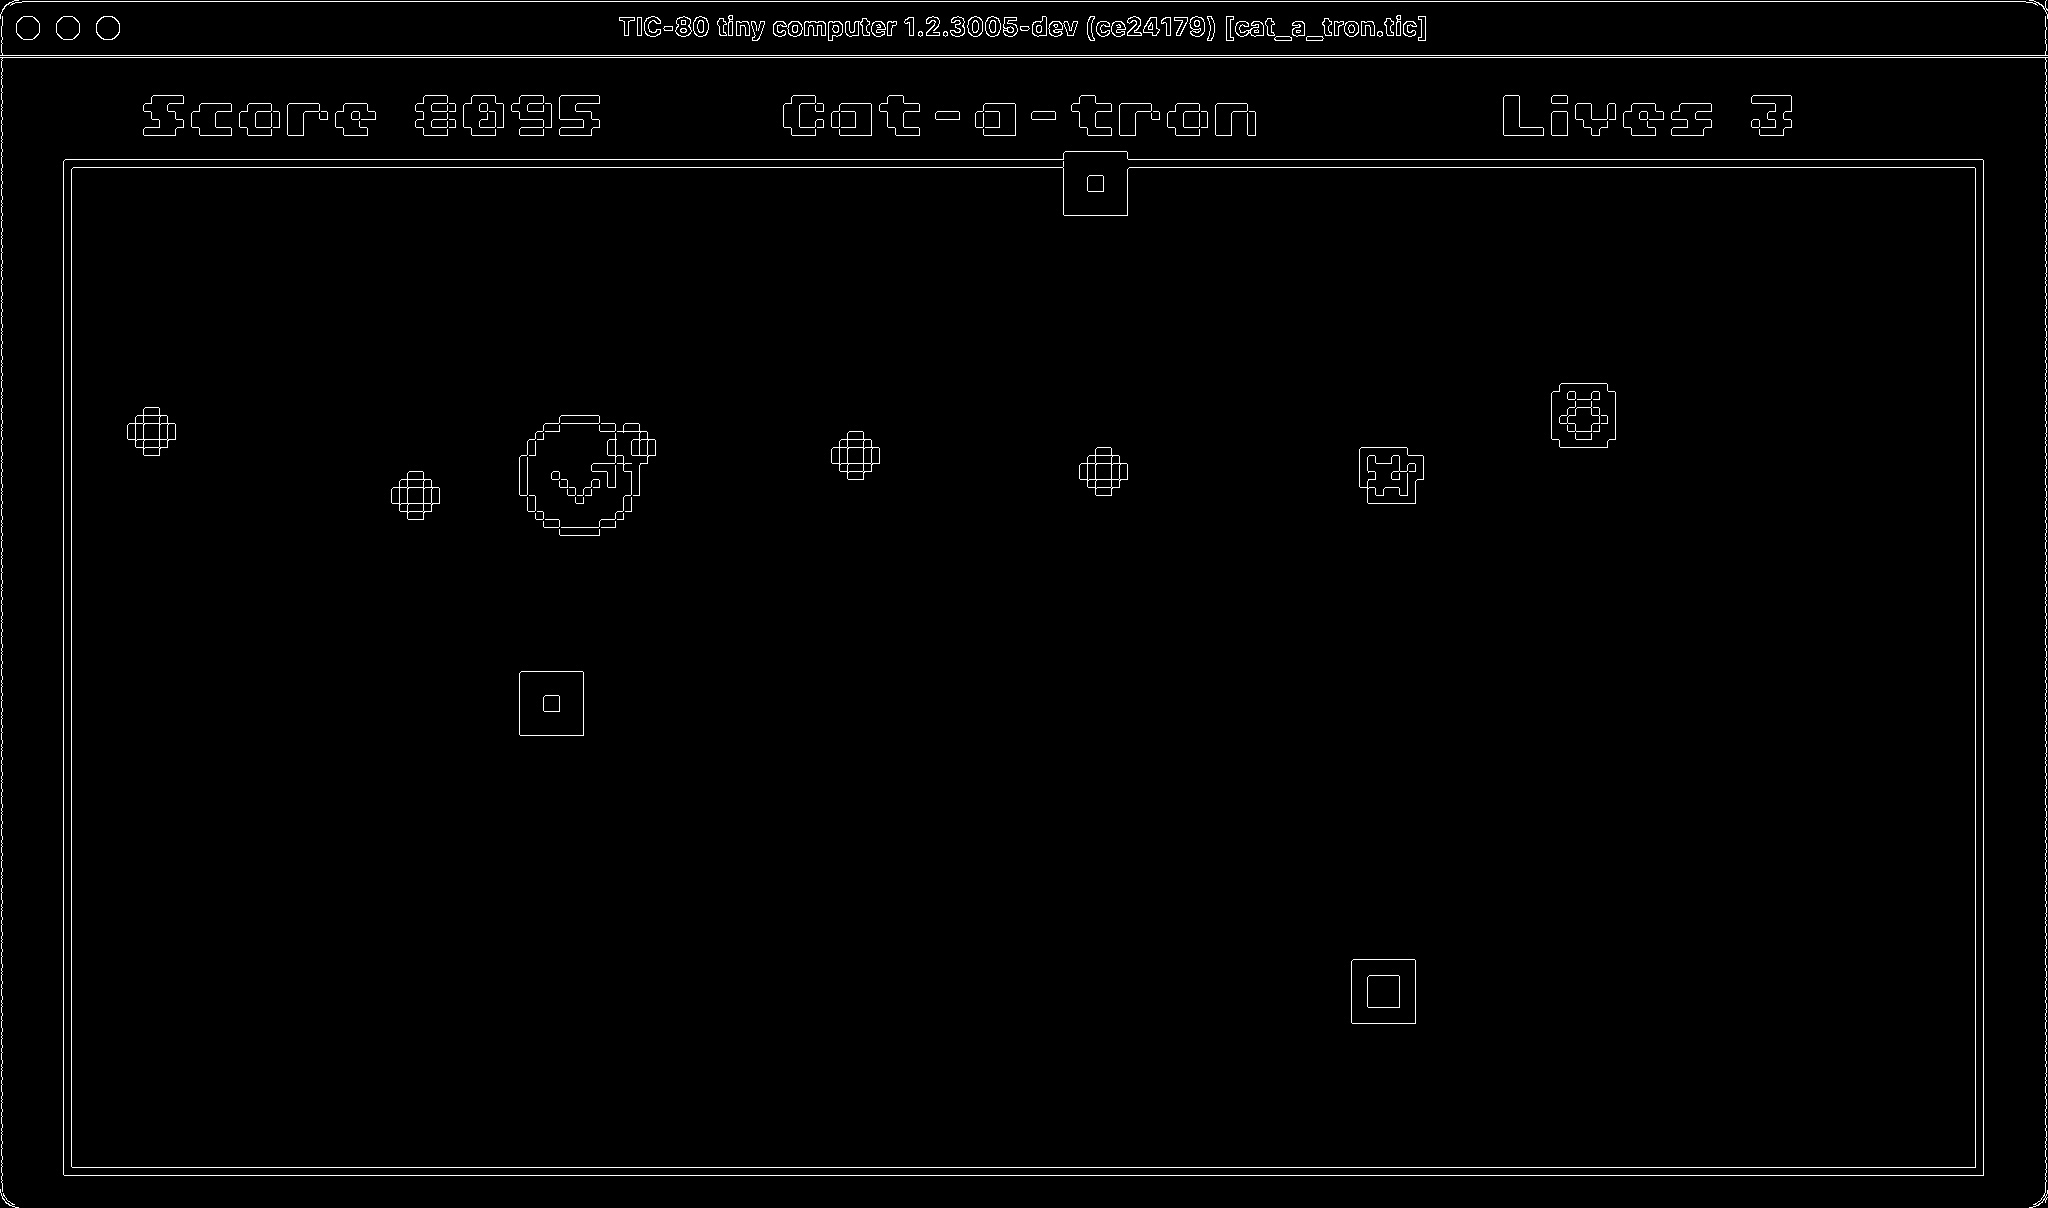 TIC-80 tiny computer 1.2.3005-dev (ce24179) [cat_a_tron.tic]
Score 8095 Cat-a-tron Lives 3